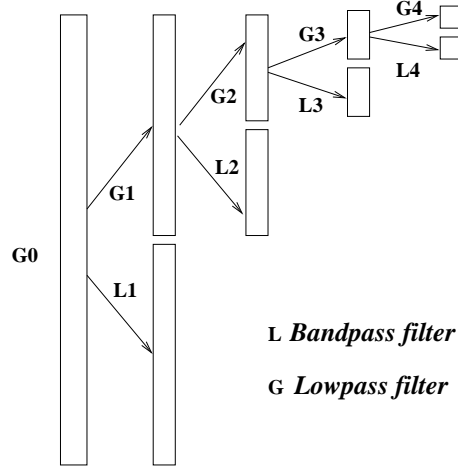 G4
G3
L4
G2
L3
G1
L2
G0
L1
L Bandpass filter
G Lowpass filter